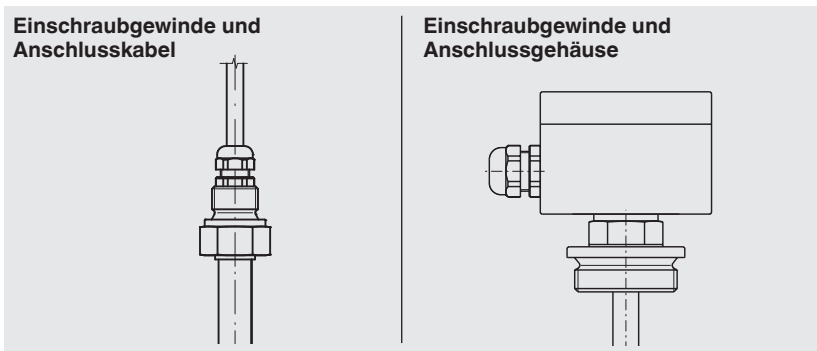 Einschraubgewinde und
Anschlusskabel
Einschraubgewinde und
Anschlussgehäuse